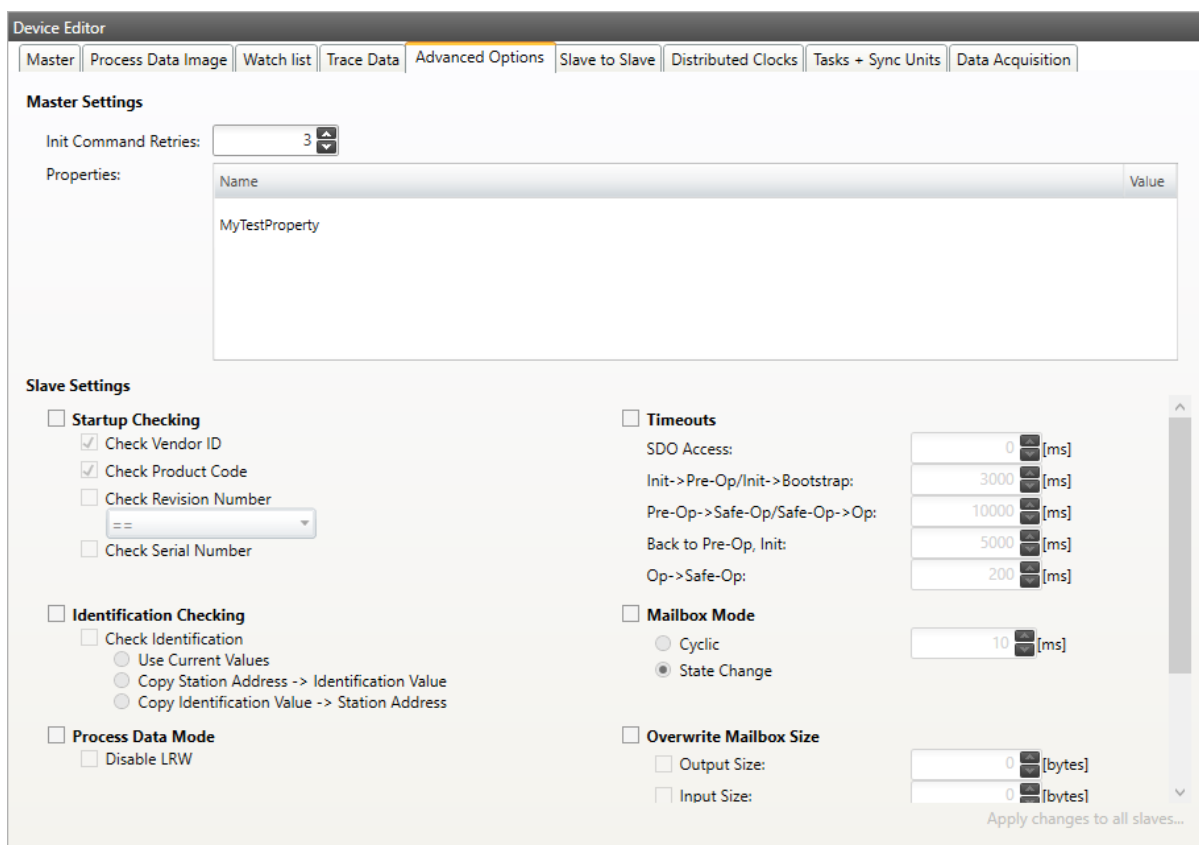 Device Editor
Master Process Data Image Watch list Trace Data Advanced Options Slave to Slave Distributed Clocks Tasks + Sync Units Data Acquisition
Master Settings
Init Command Retries: 3
Properties:
Name Value
MyTestProperty
Slave Settings
Startup Checking
Check Vendor ID
Check Product Code
Check Revision Number
==
Check Serial Number
Timeouts
SDO Access: 0 [ms]
Init->Pre-Op/Init->Bootstrap: 3000 [ms]
Pre-Op->Safe-Op/Safe-Op->Op: 10000 [ms]
Back to Pre-Op, Init: 5000 [ms]
Op->Safe-Op: 200 [ms]
Identification Checking
Check Identification
Use Current Values
Copy Station Address -> Identification Value
Copy Identification Value -> Station Address
Mailbox Mode
Cyclic 10 [ms]
State Change
Process Data Mode
Disable LRW
Overwrite Mailbox Size
Output Size: 0 [bytes]
Input Size: 0 [bytes]
Apply changes to all slaves...